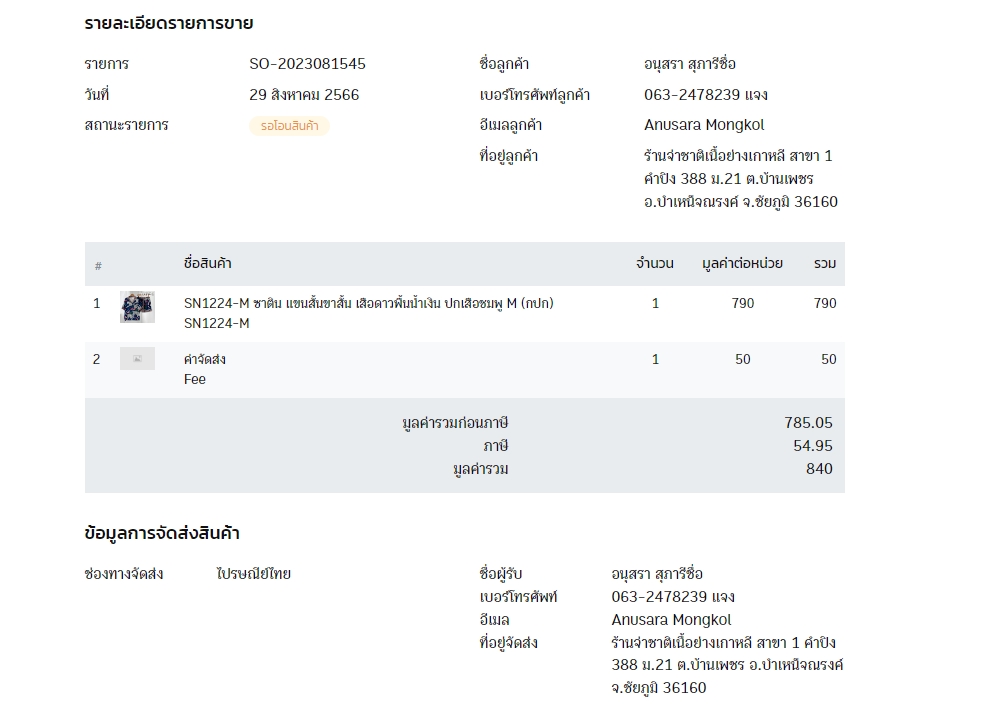 รายละเอียดรายการขาย
รายการ SO-2023081545
วันที่ 29 สิงหาคม 2566
สถานะรายการ รอโอนสินค้า
ชื่อลูกค้า อนุสรา สุภารีชื่อ
เบอร์โทรศัพท์ลูกค้า 063-2478239 แจง
อีเมลลูกค้า Anusara Mongkol
ที่อยู่ลูกค้า ร้านจ่าชาติเนื้อย่างเกาหลี สาขา 1
คำปิง 388 ม.21 ต.บ้านเพชร
อ.บำเหน็จณรงค์ จ.ชัยภูมิ 36160
# ชื่อสินค้า จำนวน มูลค่าต่อหน่วย รวม
1 SN1224-M ซาติน แขนสั้นขาสั้น เสือดาวพื้นน้ำเงิน ปกเสือชมพู M (กปก) 1 790 790
SN1224-M
2 ค่าจัดส่ง 1 50 50
Fee
มูลค่ารวมก่อนภาษี 785.05
ภาษี 54.95
มูลค่ารวม 840
ข้อมูลการจัดส่งสินค้า
ช่องทางจัดส่ง ไปรษณีย์ไทย
ชื่อผู้รับ อนุสรา สุภารีชื่อ
เบอร์โทรศัพท์ 063-2478239 แจง
อีเมล Anusara Mongkol
ที่อยู่จัดส่ง ร้านจ่าชาติเนื้อย่างเกาหลี สาขา 1 คำปิง
388 ม.21 ต.บ้านเพชร อ.บำเหน็จณรงค์
จ.ชัยภูมิ 36160